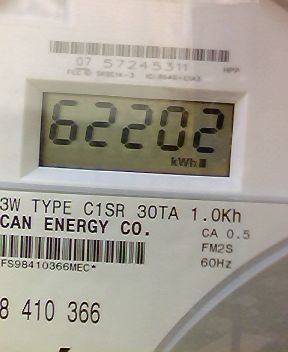 07 57245311
HPP
62202
kWh
3W TYPE C1SR 30TA 1.0Kh
CAN ENERGY CO.
CA 0.5
FM2S
60Hz
FS98410366MEC*
8 410 366